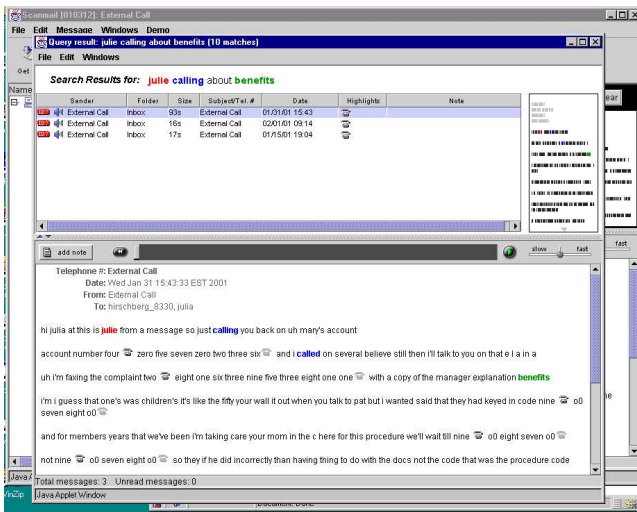 Scanmail [010312]: External Call
File Edit Message Windows Demo
Query result: julie calling about benefits (10 matches)
File Edit Windows
Get
Search Results for: julie calling about benefits
Name
Sender Folder Size Subject/Tel. # Date Highlights Note
External Call Inbox 93s External Call 01/31/01 15:43
External Call Inbox 16s External Call 02/01/01 09:14
External Call Inbox 17s External Call 01/15/01 19:04
ear
add note slow fast
fast
Telephone #: External Call
Date: Wed Jan 31 15:43:33 EST 2001
From: External Call
To: hirschberg_8330, julia
hi julia at this is julie from a message so just calling you back on uh mary's account
account number four zero five seven zero two three six and i called on several believe still then i'll talk to you on that e l a in a
uh i'm faxing the complaint two eight one six three nine five three eight one one with a copy of the manager explanation benefits
i'm i guess that one's was children's it's like the fifty your wall it out when you talk to pat but i wanted said that they had keyed in code nine o0
seven eight o0
and for members years that we've been i'm taking care your mom in the c here for this procedure we'll wait till nine o0 eight seven o0
not nine o0 seven eight o0 so they if he did incorrectly than having thing to do with the docs not the code that was the procedure code
Total messages: 3 Unread messages: 0
Java Applet Window
Java A
WinZip
Document: Done